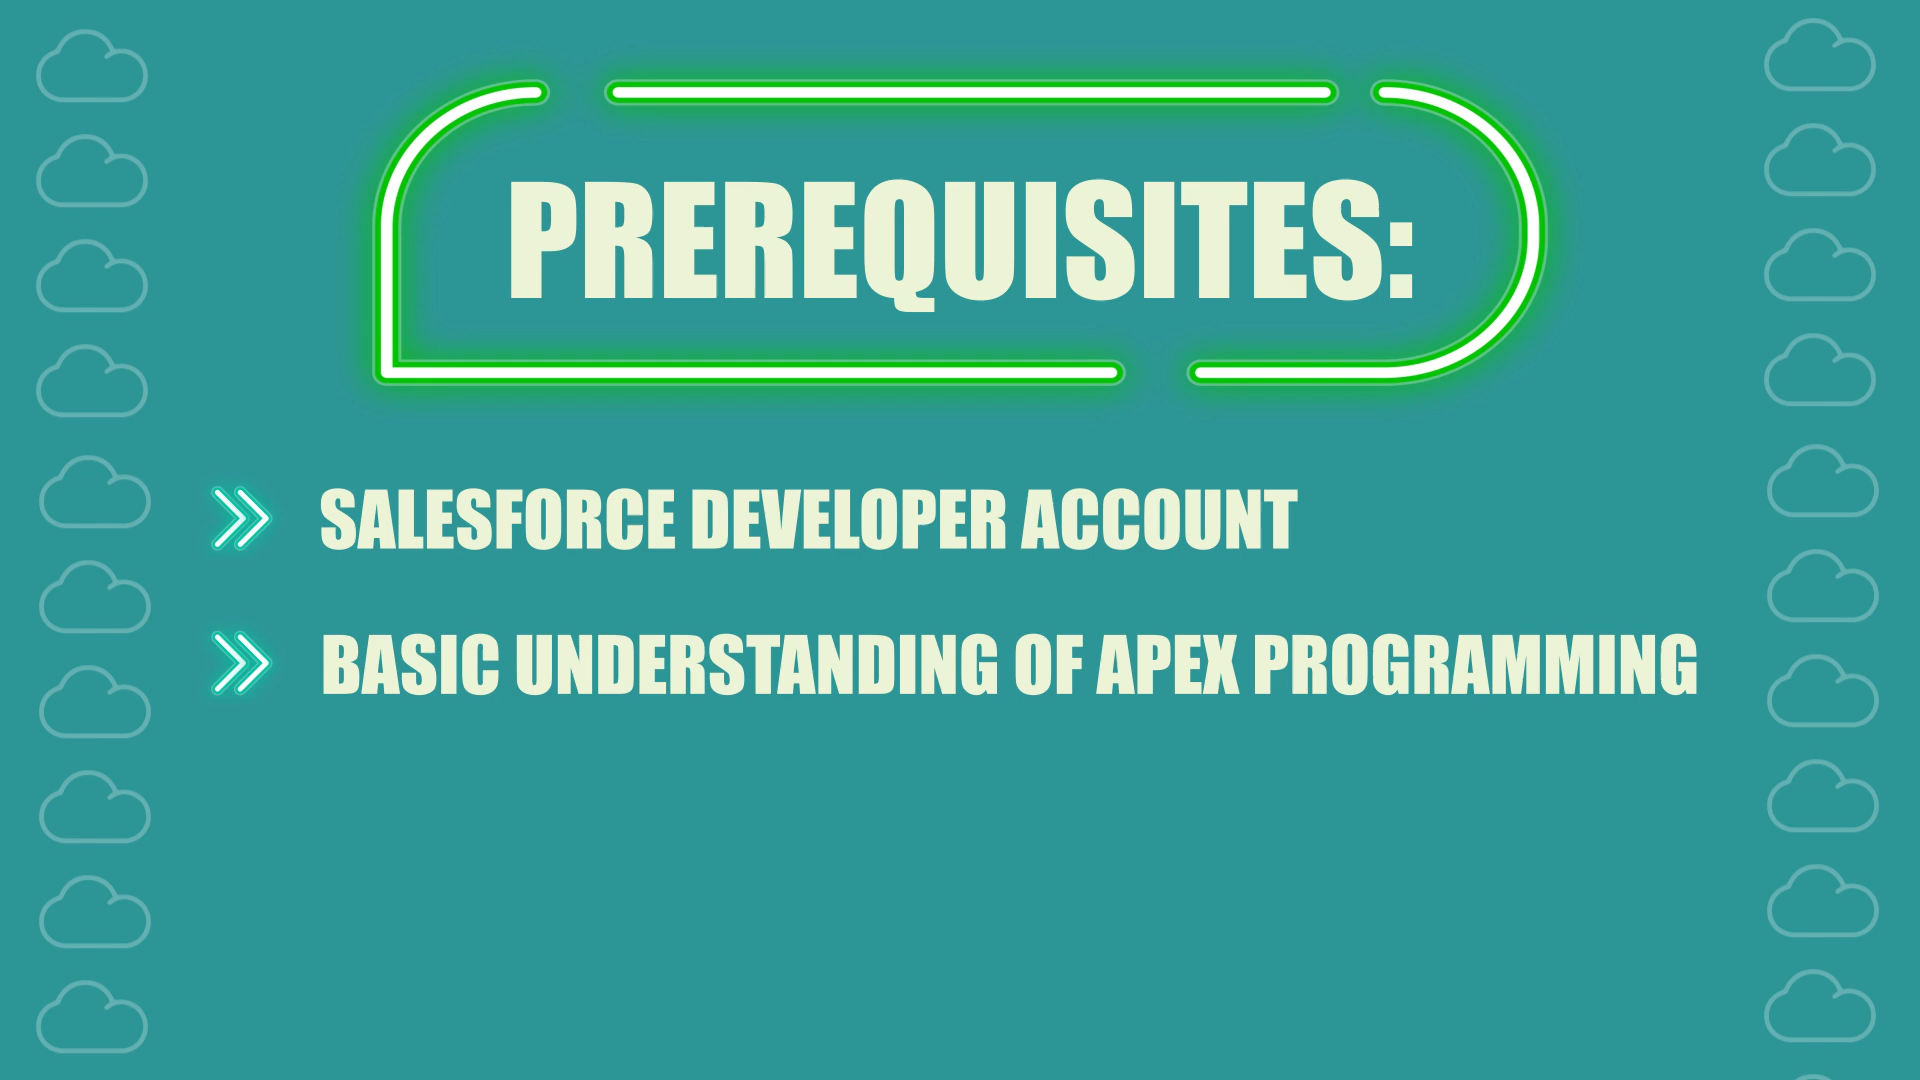 PREREQUISITES:
SALESFORCE DEVELOPER ACCOUNT
BASIC UNDERSTANDING OF APEX PROGRAMMING